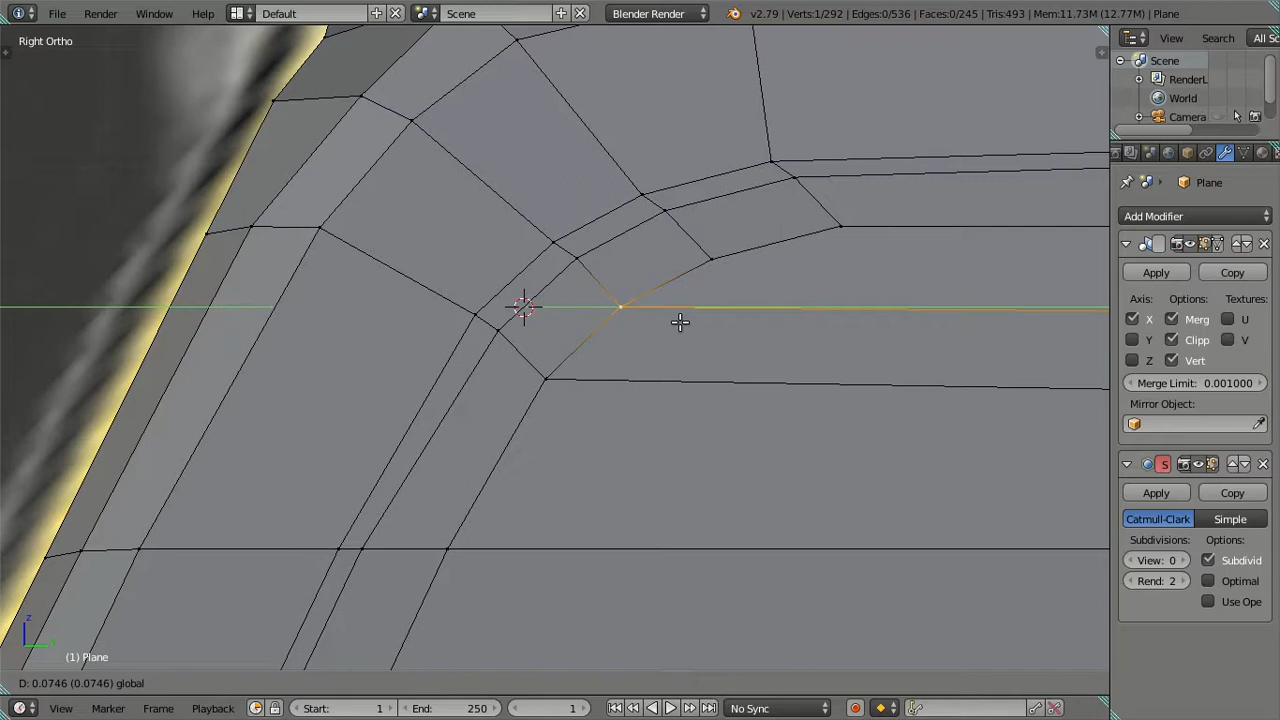 File Render Window Help Default Scene Blender Render v2.79 | Verts:1/292 | Edges:0/536 | Faces:0/245 | Tris:493 | Mem:11.73M (12.77M) | Plane
Right Ortho
View Search All Sc
Scene
RenderL
World
Camera
Plane
Add Modifier
Apply Copy
Axis: Options: Textures:
X Merg U
Y Clipp V
Z Vert
Merge Limit: 0.001000
Mirror Object:
S
Apply Copy
Catmull-Clark Simple
Subdivisions: Options:
View: 0 Subdivid
Rend: 2 Optimal
Use Ope
z
y
(1) Plane
D: 0.0746 (0.0746) global
View Marker Frame Playback Start: 1 End: 250 1 No Sync